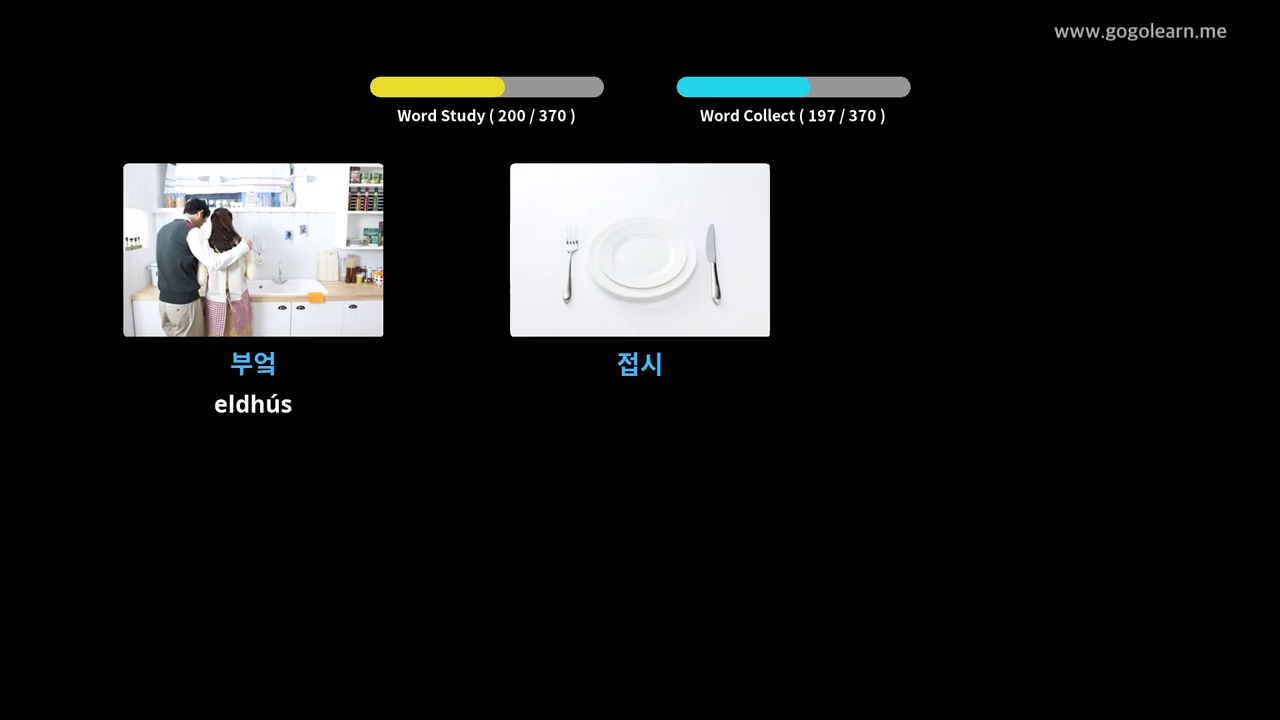 www.gogolearn.me
Word Study ( 200 / 370 )
Word Collect ( 197 / 370 )
부엌
eldhús
접시